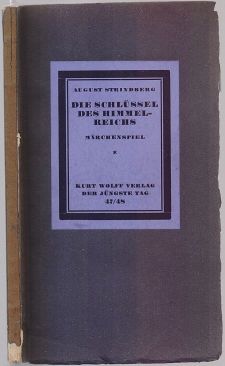 AUGUST STRINDBERG
DIE SCHLÜSSEL
DES HIMMEL-
REICHS
MÄRCHENSPIEL
KURT WOLFF VERLAG
DER JÜNGSTE TAG
47/48